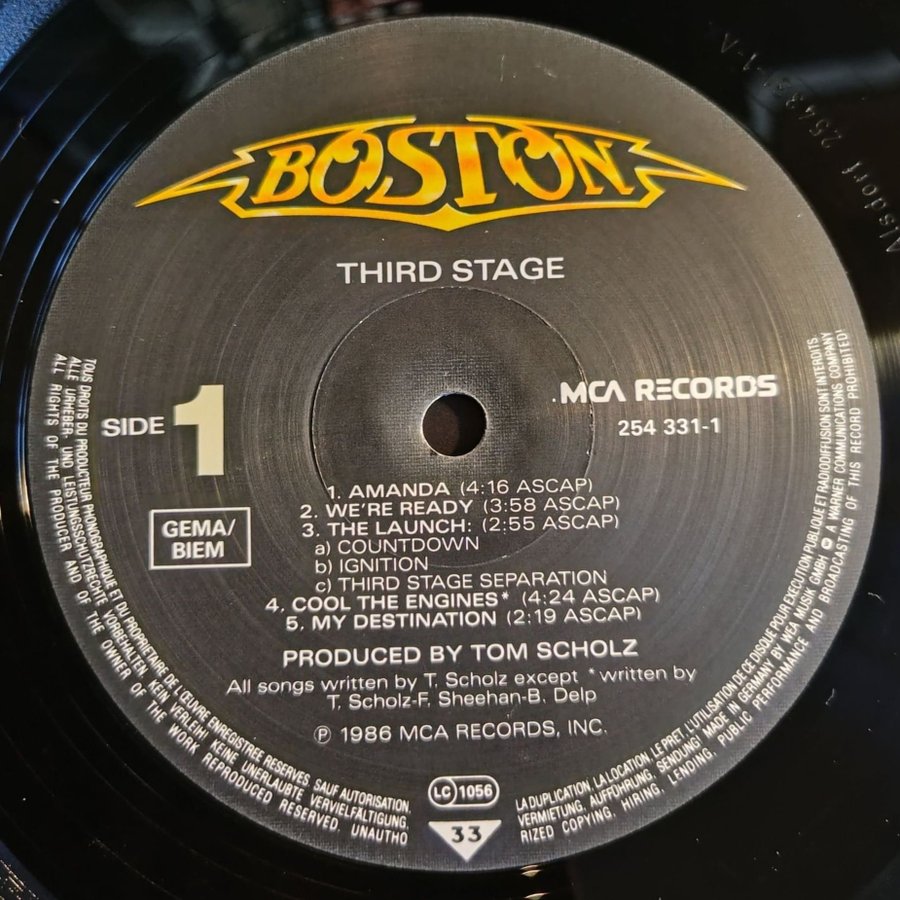 BOSTON
THIRD STAGE
SIDE 1
MCA RECORDS
254 331-1
GEMA/
BIEM
1. AMANDA (4:16 ASCAP)
2. WE'RE READY (3:58 ASCAP)
3. THE LAUNCH: (2:55 ASCAP)
a) COUNTDOWN
b) IGNITION
c) THIRD STAGE SEPARATION
4. COOL THE ENGINES* (4:24 ASCAP)
5. MY DESTINATION (2:19 ASCAP)
PRODUCED BY TOM SCHOLZ
All songs written by T. Scholz except *written by
T. Scholz-F. Sheehan-B. Delp
℗ 1986 MCA RECORDS, INC.
LC 1056
33
TOUS DROITS DU PRODUCTEUR PHONOGRAPHIQUE ET DU PROPRIETAIRE DE L'ŒUVRE ENREGISTREE RESERVES. SAUF AUTORISATION,
LA DUPLICATION, LA LOCATION, LE PRET, L'UTILISATION DE CE DISQUE POUR EXECUTION PUBLIQUE ET RADIODIFFUSION SONT INTERDITS.
ALLE URHEBER- UND LEISTUNGSSCHUTZRECHTE VORBEHALTEN. KEIN VERLEIH! KEINE UNERLAUBTE VERVIELFÄLTIGUNG,
VERMIETUNG, AUFFÜHRUNG, SENDUNG! MADE IN GERMANY BY WEA MUSIK GMBH A WARNER COMMUNICATIONS COMPANY
ALL RIGHTS OF THE PRODUCER AND OF THE OWNER OF THE WORK REPRODUCED RESERVED. UNAUTHO
RIZED COPYING, HIRING, LENDING, PUBLIC PERFORMANCE AND BROADCASTING OF THIS RECORD PROHIBITED!
Alsdorf